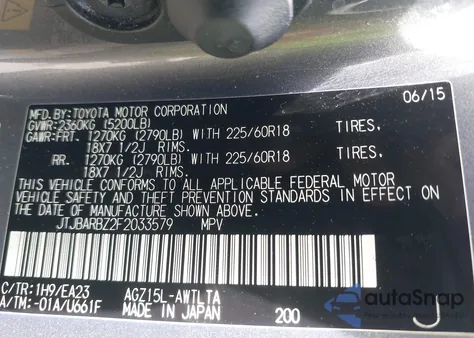 MFD.BY:TOYOTA MOTOR CORPORATION 06/15
GVWR:2360KG (5200LB)
GAWR:FRT. 1270KG (2790LB) WITH 225/60R18 TIRES,
18X7 1/2J RIMS.
RR. 1270KG (2790LB) WITH 225/60R18 TIRES,
18X7 1/2J RIMS.
THIS VEHICLE CONFORMS TO ALL APPLICABLE FEDERAL MOTOR
VEHICLE SAFETY AND THEFT PREVENTION STANDARDS IN EFFECT ON
THE DATE OF MANUFACTURE SHOWN ABOVE.
JTJBARBZ2F2033579 MPV
C/TR:1H9/EA23 AGZ15L-AWTLTA
A/TM:-01A/U661F MADE IN JAPAN 200 J
autoSnap